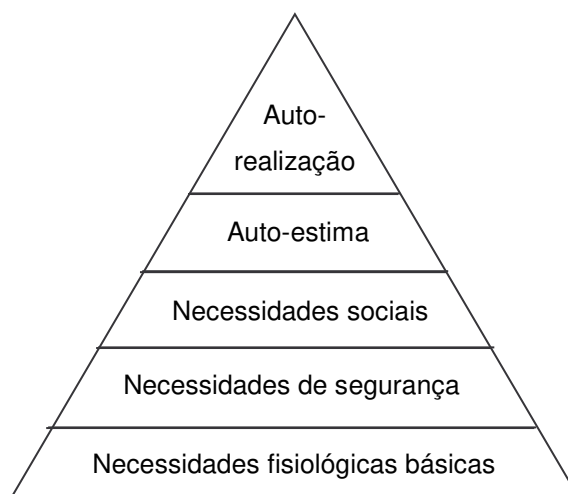 Auto-
realização
Auto-estima
Necessidades sociais
Necessidades de segurança
Necessidades fisiológicas básicas